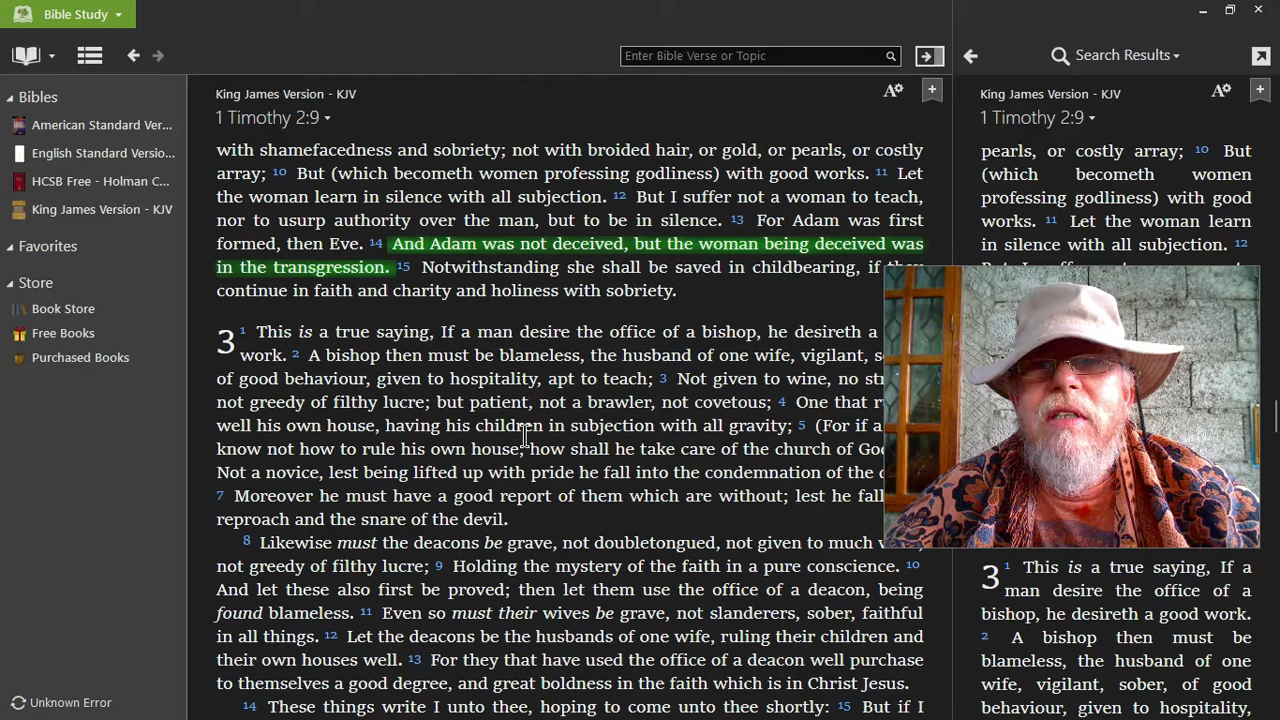 Bible Study
Enter Bible Verse or Topic
Search Results
Bibles
American Standard Ver...
English Standard Versio...
HCSB Free - Holman C...
King James Version - KJV
Favorites
Store
Book Store
Free Books
Purchased Books
Unknown Error
King James Version - KJV
1 Timothy 2:9
with shamefacedness and sobriety; not with broided hair, or gold, or pearls, or costly
array; 10 But (which becometh women professing godliness) with good works. 11 Let
the woman learn in silence with all subjection. 12 But I suffer not a woman to teach,
nor to usurp authority over the man, but to be in silence. 13 For Adam was first
formed, then Eve. 14 And Adam was not deceived, but the woman being deceived was
in the transgression. 15 Notwithstanding she shall be saved in childbearing, if
continue in faith and charity and holiness with sobriety.
3 1 This is a true saying, If a man desire the office of a bishop, he desireth a
work. 2 A bishop then must be blameless, the husband of one wife, vigilant,
of good behaviour, given to hospitality, apt to teach; 3 Not given to wine, no
not greedy of filthy lucre; but patient, not a brawler, not covetous; 4 One that
well his own house, having his children in subjection with all gravity; 5 (For if a
know not how to rule his own house, how shall he take care of the church of
Not a novice, lest being lifted up with pride he fall into the condemnation of the
7 Moreover he must have a good report of them which are without; lest he fall
reproach and the snare of the devil.
8 Likewise must the deacons be grave, not doubletongued, not given to much
not greedy of filthy lucre; 9 Holding the mystery of the faith in a pure conscience. 10
And let these also first be proved; then let them use the office of a deacon, being
found blameless. 11 Even so must their wives be grave, not slanderers, sober, faithful
in all things. 12 Let the deacons be the husbands of one wife, ruling their children and
their own houses well. 13 For they that have used the office of a deacon well purchase
to themselves a good degree, and great boldness in the faith which is in Christ Jesus.
14 These things write I unto thee, hoping to come unto thee shortly: 15 But if I
King James Version - KJV
1 Timothy 2:9
pearls, or costly array; 10 But
(which becometh women
professing godliness) with good
works. 11 Let the woman learn
in silence with all subjection. 12
3 1 This is a true saying, If a
man desire the office of a
bishop, he desireth a good work.
2 A bishop then must be
blameless, the husband of one
wife, vigilant, sober, of good
behaviour, given to hospitality,